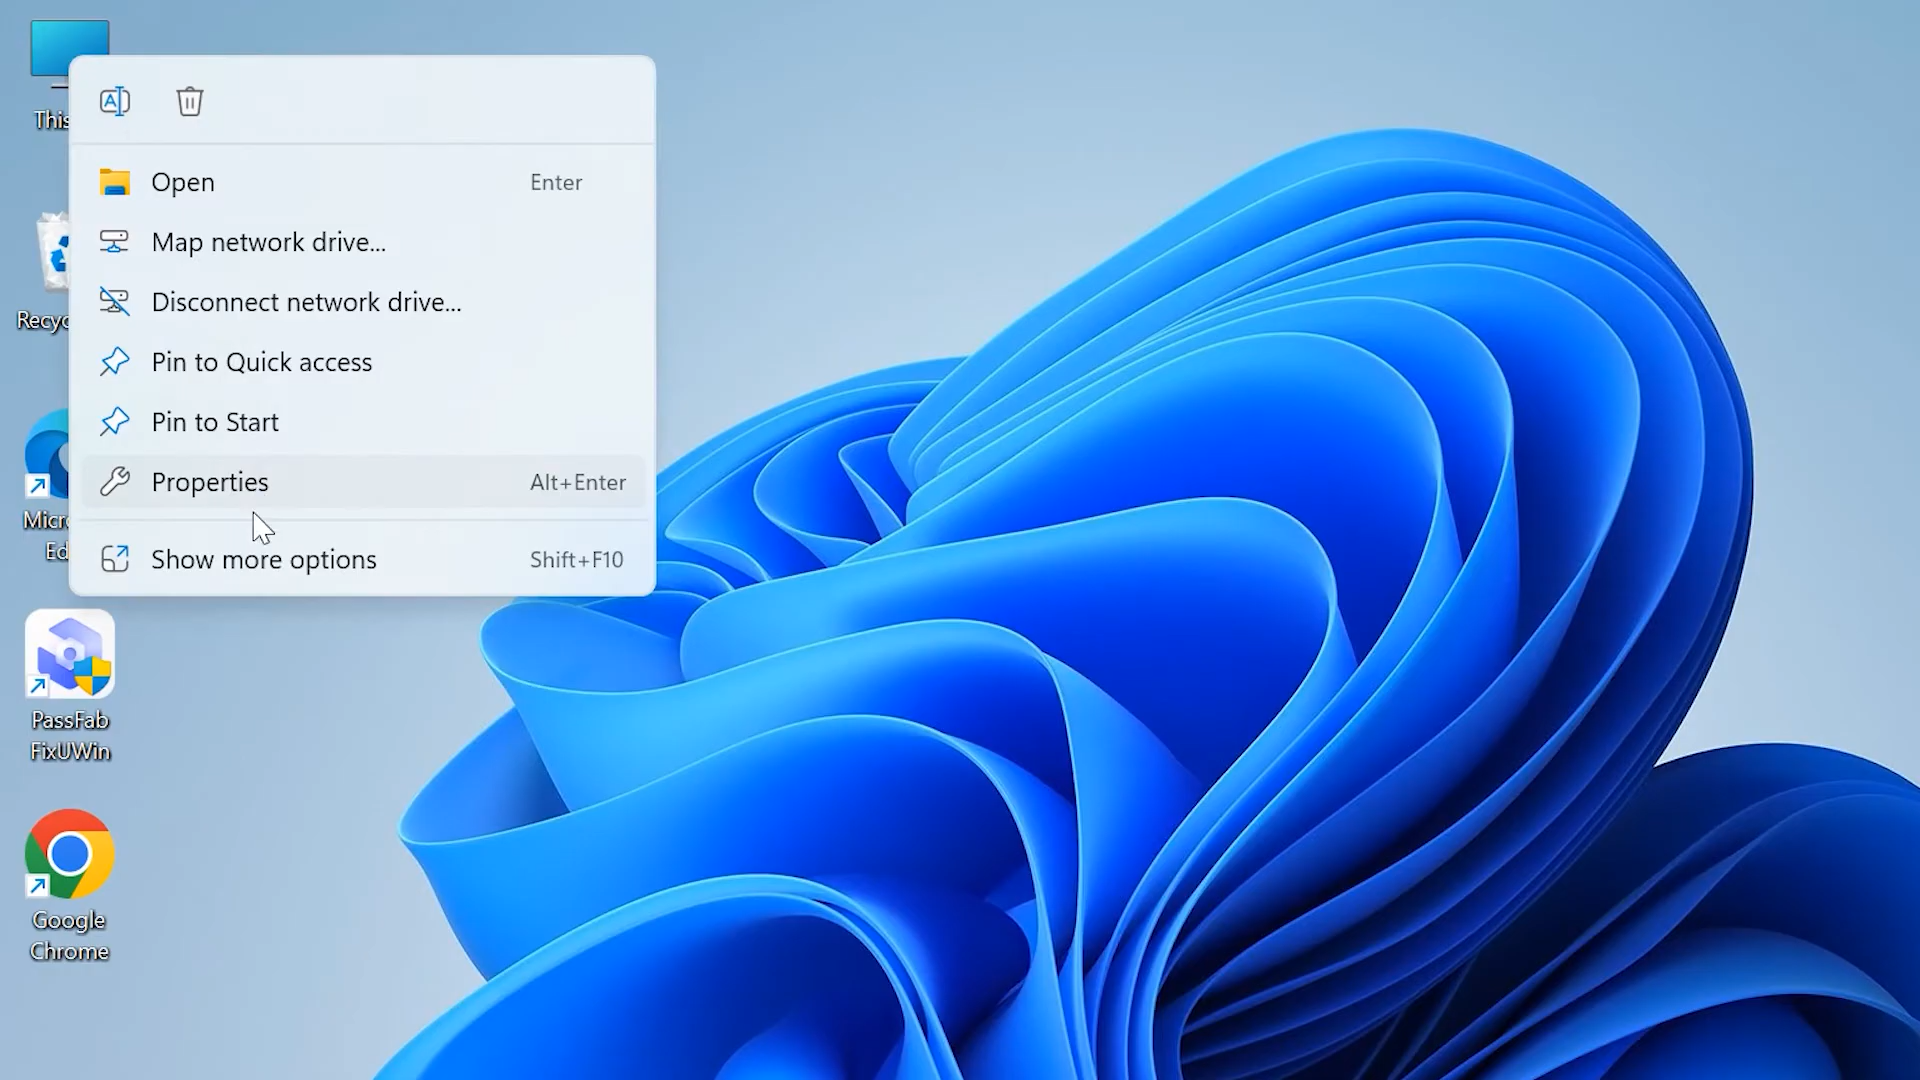 This
Open Enter
Map network drive...
Disconnect network drive...
Pin to Quick access
Pin to Start
Properties Alt+Enter
Show more options Shift+F10
Recyc
Micro
Ed
PassFab
FixUWin
Google
Chrome